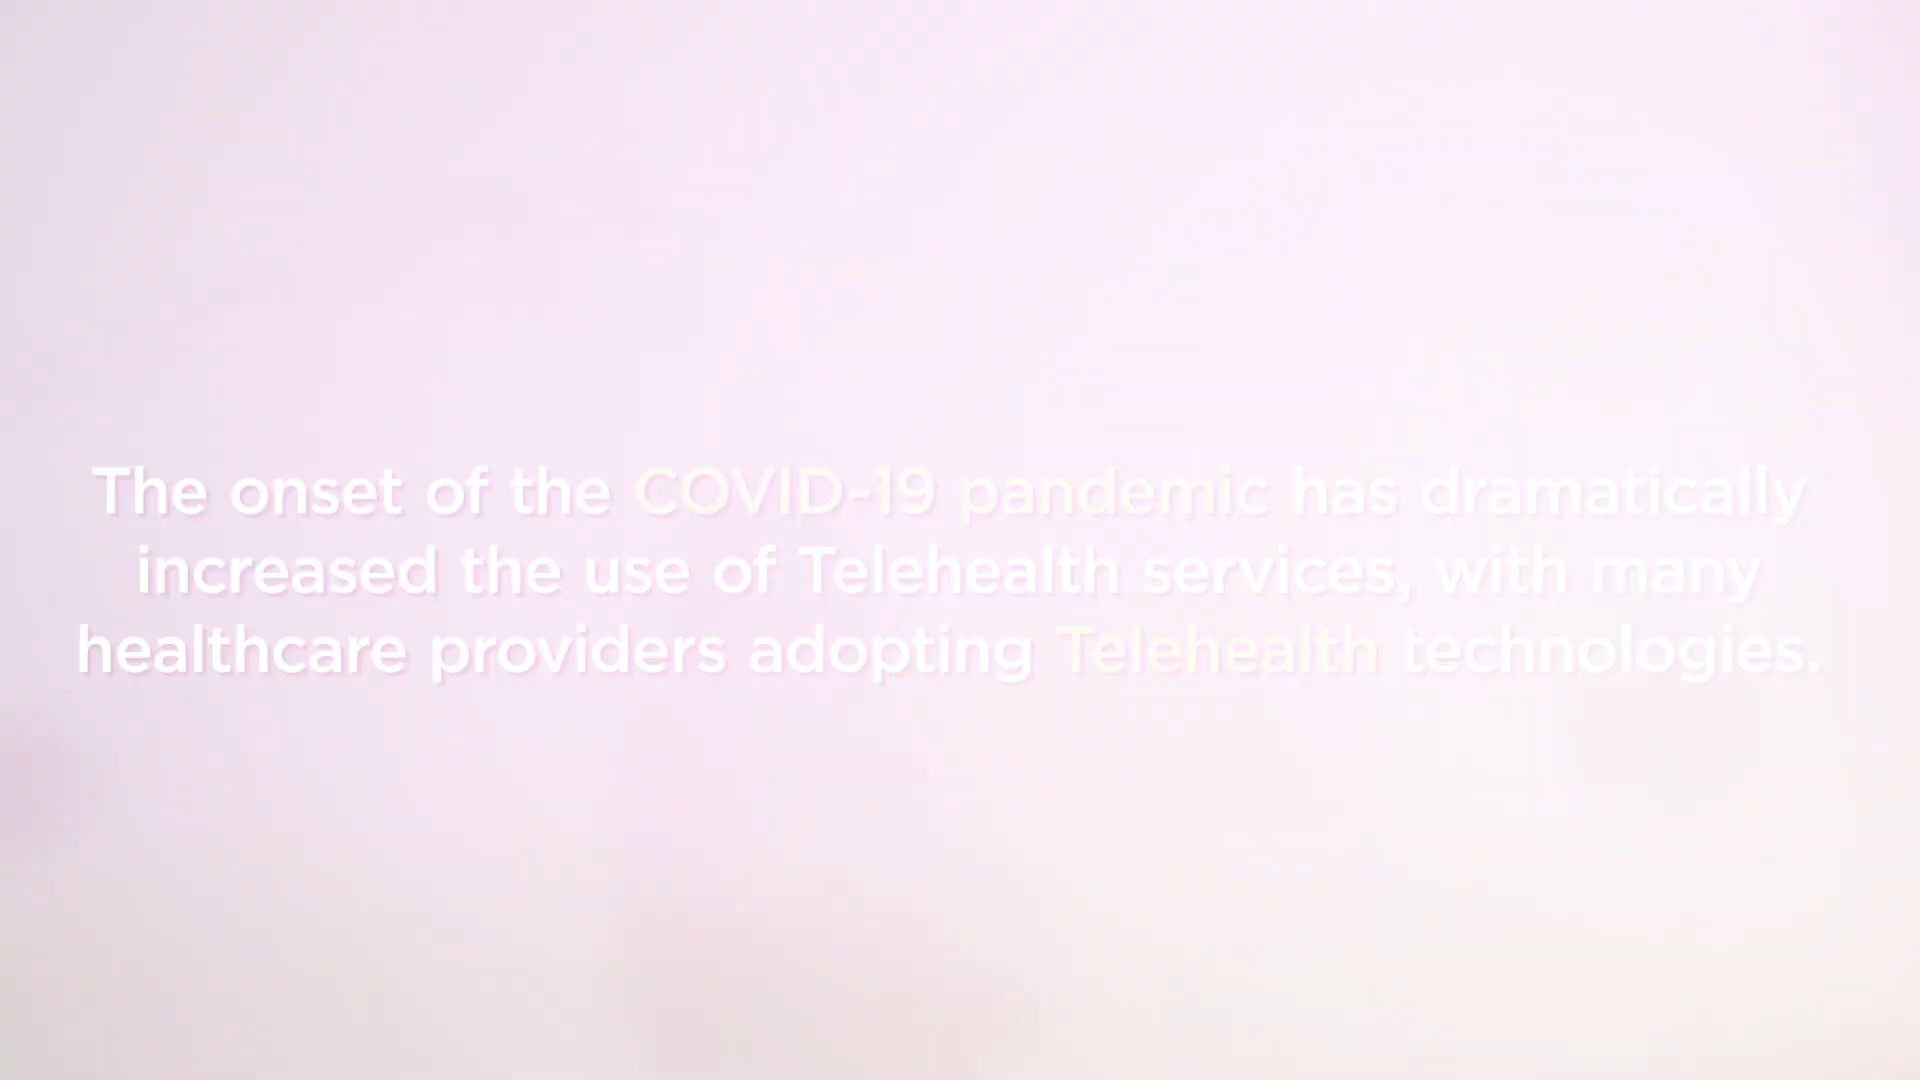 The onset of the COVID-19 pandemic has dramatically
increased the use of Telehealth services, with many
healthcare providers adopting Telehealth technologies.